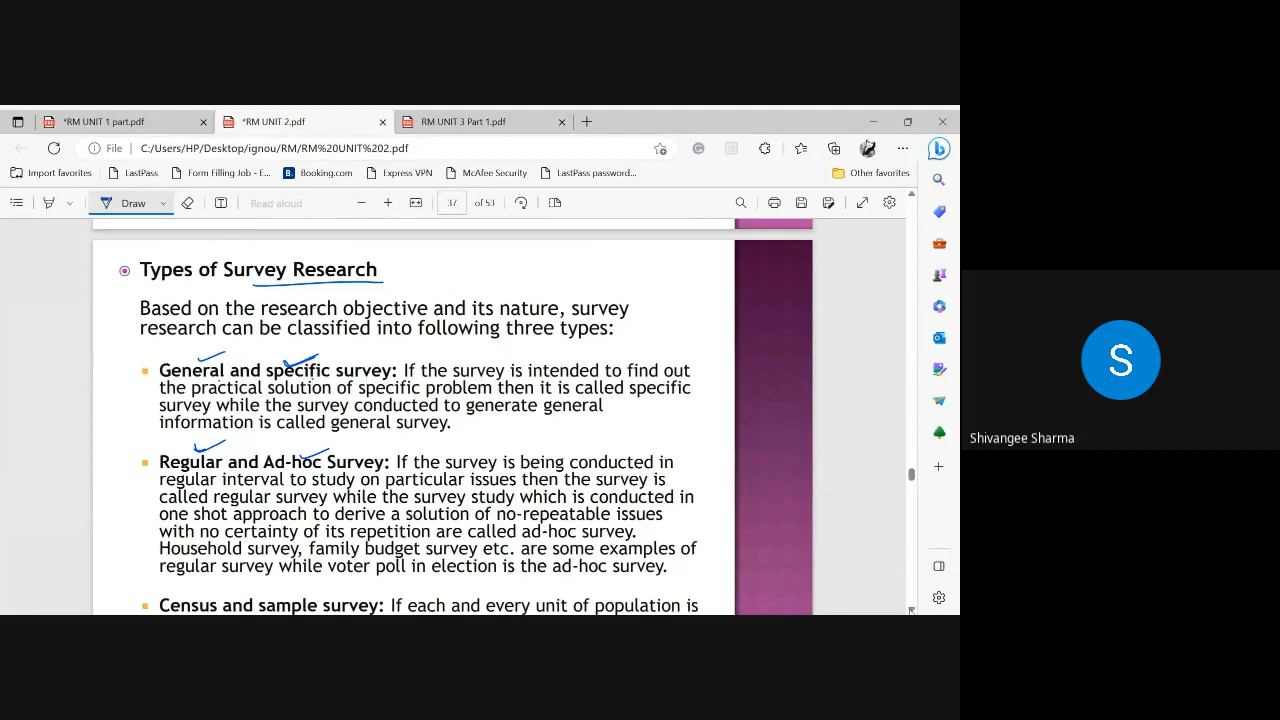 *RM UNIT 1 part.pdf
*RM UNIT 2.pdf
RM UNIT 3 Part 1.pdf
File
C:/Users/HP/Desktop/ignou/RM/RM%20UNIT%202.pdf
Import favorites
LastPass
Form Filling Job - E...
Booking.com
Express VPN
McAfee Security
LastPass password...
Other favorites
Draw
Read aloud
37 of 53
Types of Survey Research
Based on the research objective and its nature, survey
research can be classified into following three types:
General and specific survey: If the survey is intended to find out
the practical solution of specific problem then it is called specific
survey while the survey conducted to generate general
information is called general survey.
Regular and Ad-hoc Survey: If the survey is being conducted in
regular interval to study on particular issues then the survey is
called regular survey while the survey study which is conducted in
one shot approach to derive a solution of no-repeatable issues
with no certainty of its repetition are called ad-hoc survey.
Household survey, family budget survey etc. are some examples of
regular survey while voter poll in election is the ad-hoc survey.
Census and sample survey: If each and every unit of population is
S
Shivangee Sharma